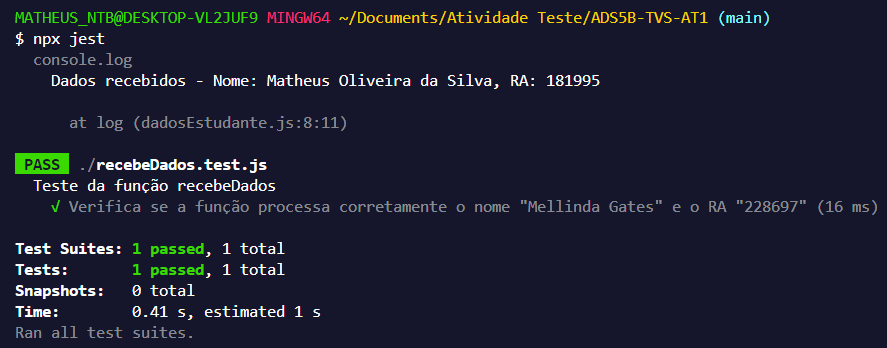 MATHEUS_NTB@DESKTOP-VL2JUF9 MINGW64 ~/Documents/Atividade Teste/ADS5B-TVS-AT1 (main)
$ npx jest
console.log
Dados recebidos - Nome: Matheus Oliveira da Silva, RA: 181995
at log (dadosEstudante.js:8:11)
PASS ./recebeDados.test.js
Teste da função recebeDados
√ Verifica se a função processa corretamente o nome "Mellinda Gates" e o RA "228697" (16 ms)
Test Suites: 1 passed, 1 total
Tests: 1 passed, 1 total
Snapshots: 0 total
Time: 0.41 s, estimated 1 s
Ran all test suites.